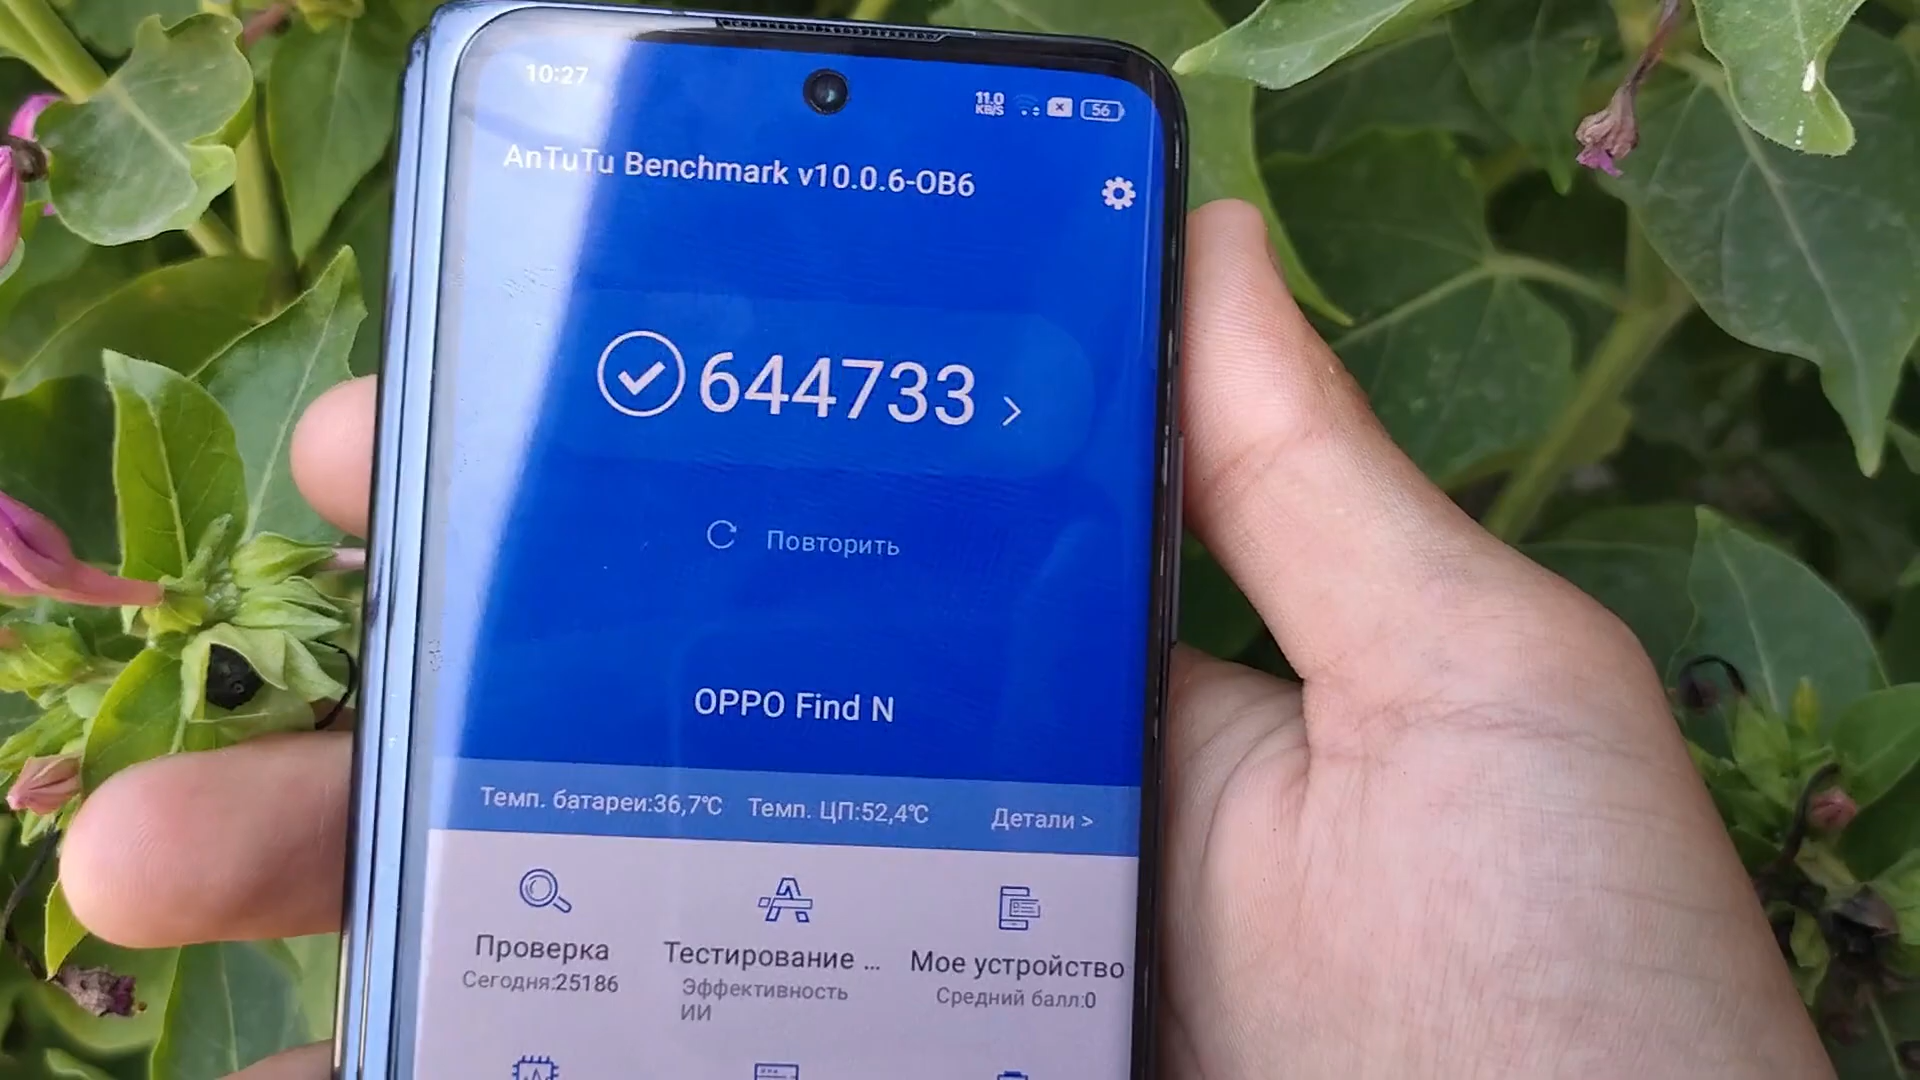 10:27
11.0
KB/S
56
AnTuTu Benchmark v10.0.6-OB6
644733
Повторить
OPPO Find N
Темп. батареи:36,7℃ Темп. ЦП:52,4℃ Детали >
Проверка
Сегодня:25186
Тестирование ...
Эффективность
ИИ
Мое устройство
Средний балл:0